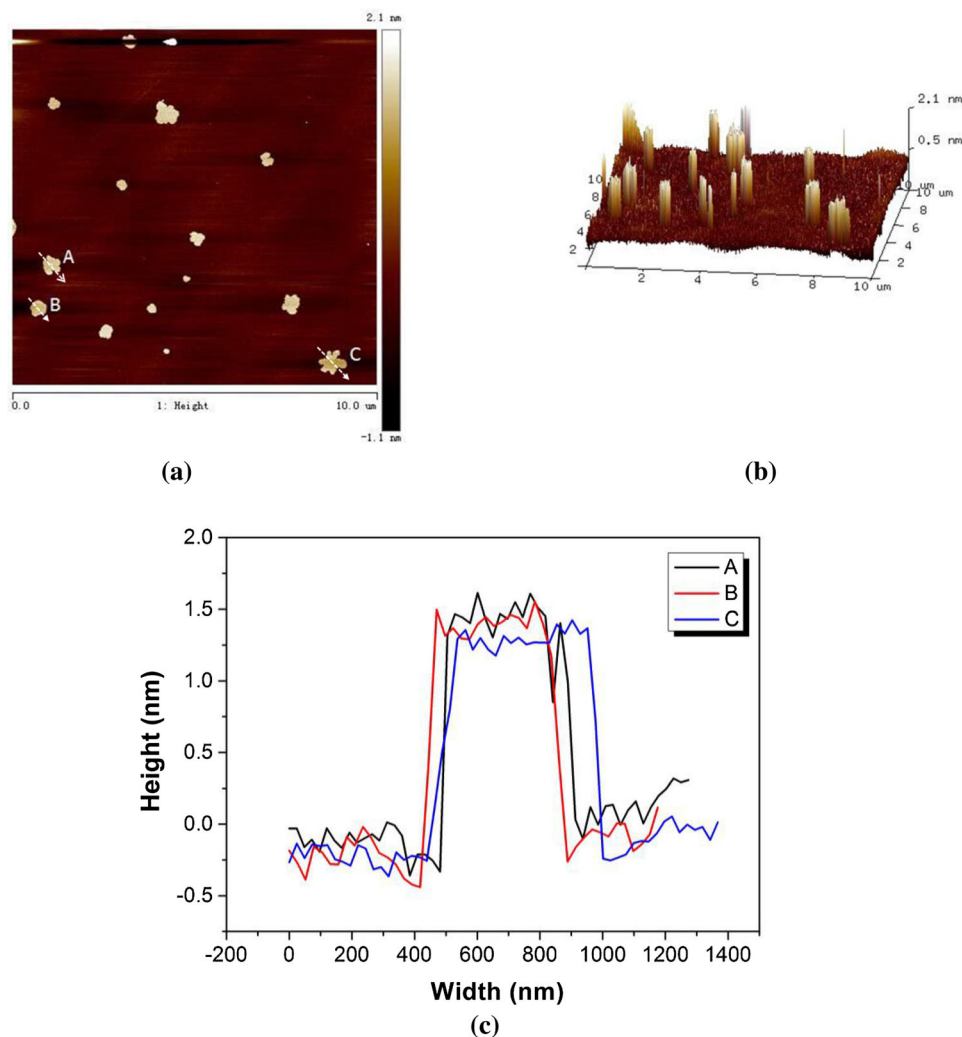 2.1 nm
A
B
C
0.0
1: Height
10.0 um
-1.1 nm
2.1 nm
0.5 nm
0 um
10 um
10
8
6
4
2
8
6
4
2
2
4
6
8
10 um
(a)
(b)
2.0
1.5
1.0
0.5
0.0
-0.5
Height (nm)
A
B
C
-200
0
200
400
600
800
1000
1200
1400
Width (nm)
(c)